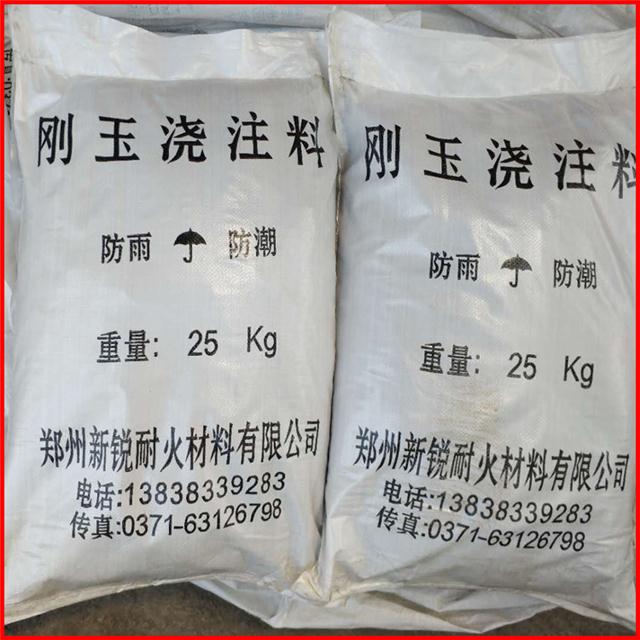 刚玉浇注料
防雨 防潮
重量: 25 Kg
郑州新锐耐火材料有限公司
电话:13838339283
传真:0371-63126798
刚玉浇注料
防雨 防潮
重量: 25 Kg
郑州新锐耐火材料有限公司
电话:13838339283
传真:0371-63126798